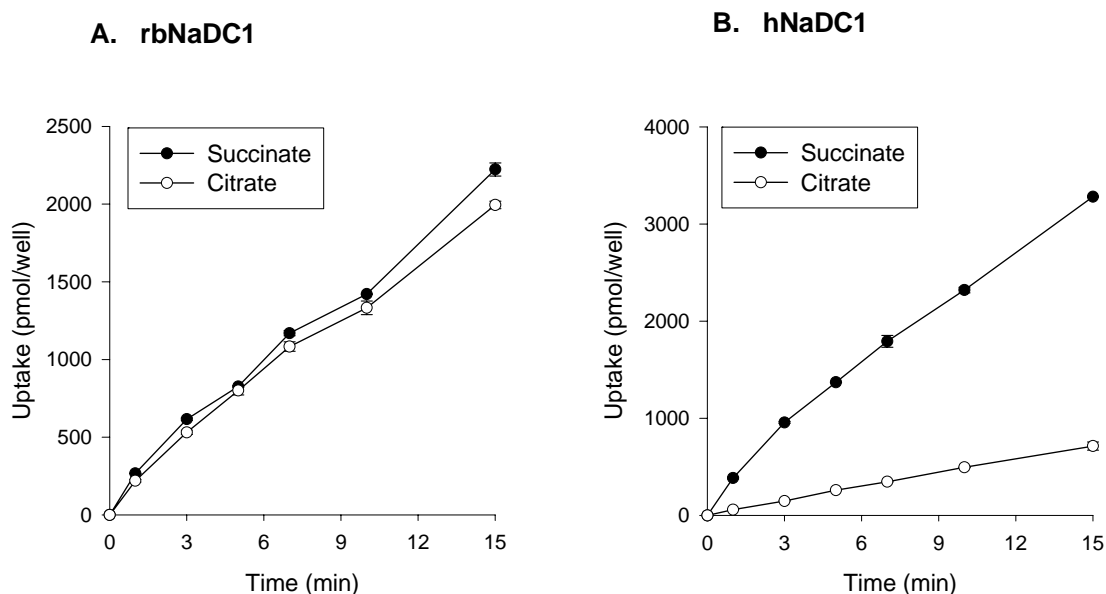 A. rbNaDC1
Uptake (pmol/well)
2500
2000
1500
1000
500
0
Succinate
Citrate
0 3 6 9 12 15
Time (min)
B. hNaDC1
Uptake (pmol/well)
4000
3000
2000
1000
0
Succinate
Citrate
0 3 6 9 12 15
Time (min)